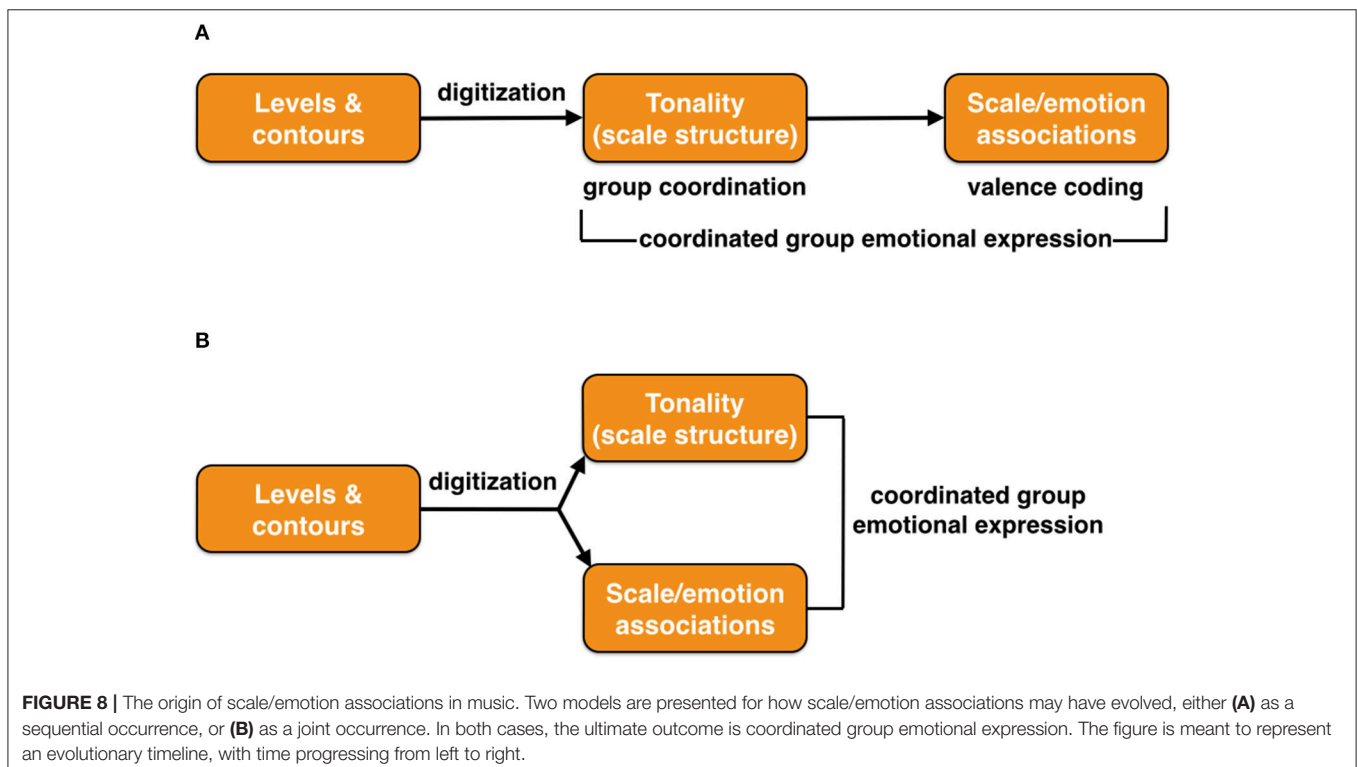 A
Levels &
contours
digitization
Tonality
(scale structure)
group coordination
Scale/emotion
associations
valence coding
coordinated group emotional expression
B
Levels &
contours
digitization
Tonality
(scale structure)
Scale/emotion
associations
coordinated group
emotional expression
FIGURE 8 | The origin of scale/emotion associations in music. Two models are presented for how scale/emotion associations may have evolved, either (A) as a
sequential occurrence, or (B) as a joint occurrence. In both cases, the ultimate outcome is coordinated group emotional expression. The figure is meant to represent
an evolutionary timeline, with time progressing from left to right.